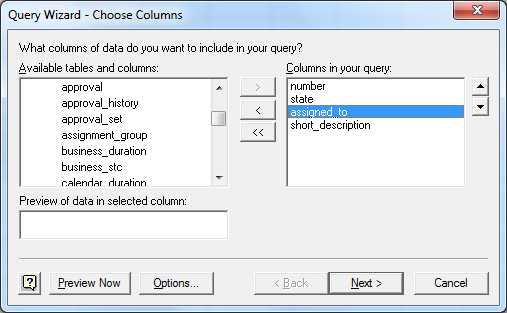 Query Wizard - Choose Columns
What columns of data do you want to include in your query?
Available tables and columns:
approval
approval_history
approval_set
assignment_group
business_duration
business_stc
calendar_duration
>
<
<<
Columns in your query:
number
state
assigned_to
short_description
Preview of data in selected column:
?
Preview Now
Options...
< Back
Next >
Cancel